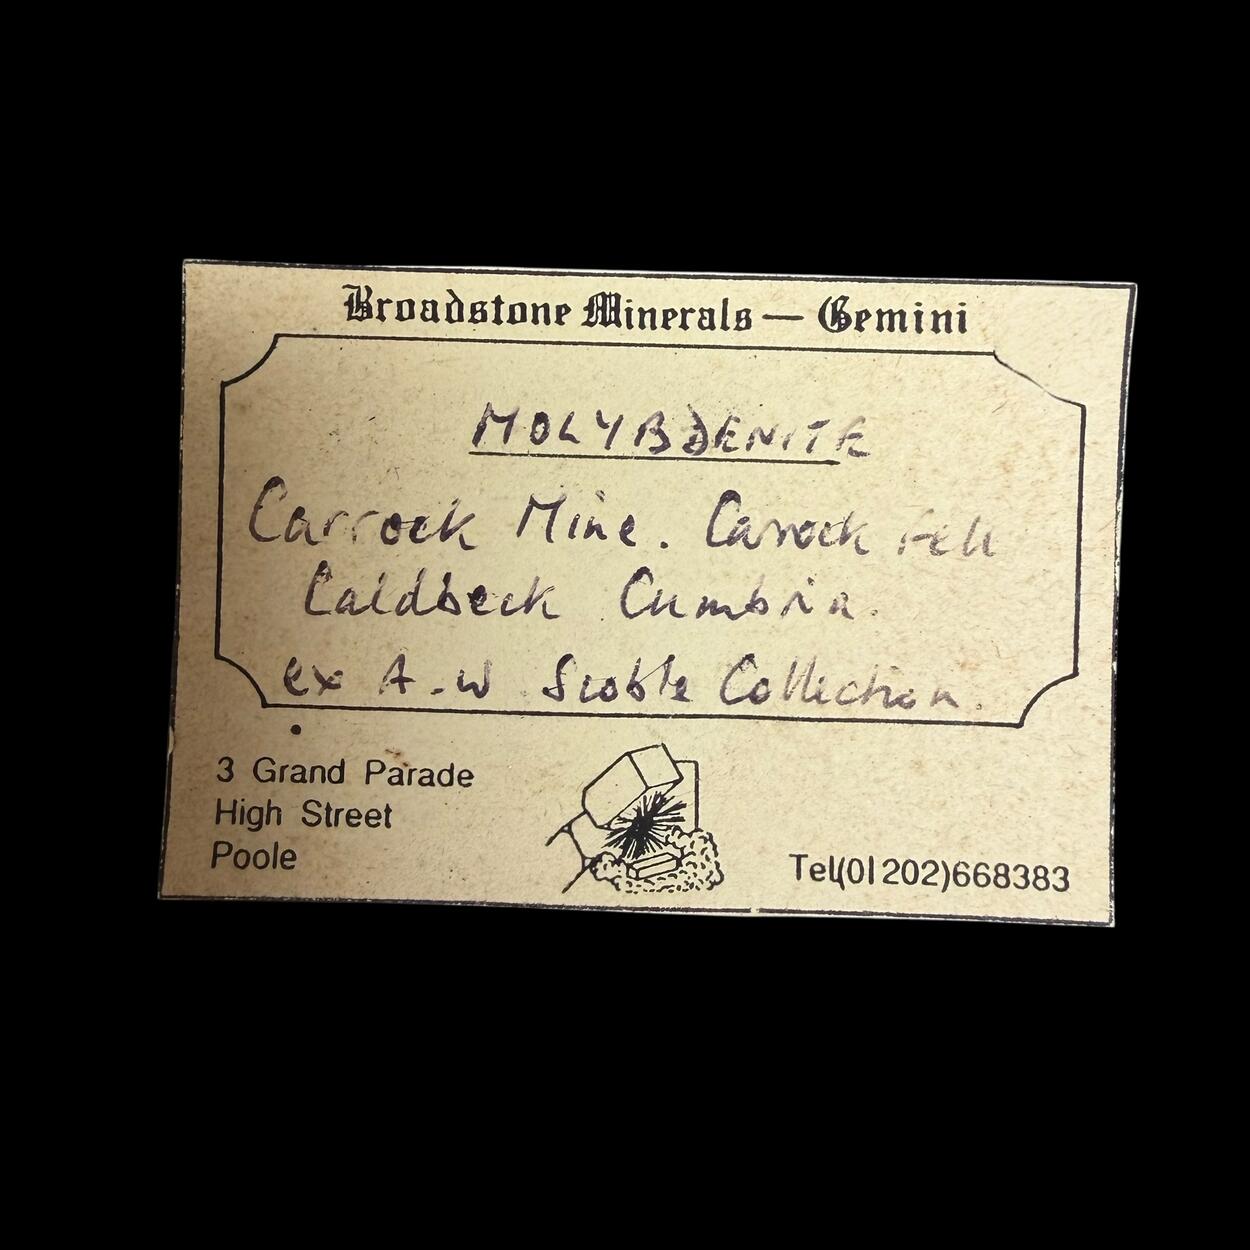 Broadstone Minerals — Gemini
MOLYBDENITE
Carrock Mine. Carrock Fell
Caldbeck Cumbria.
ex A.W. Scoble Collection.
3 Grand Parade
High Street
Poole
Tel(01202)668383